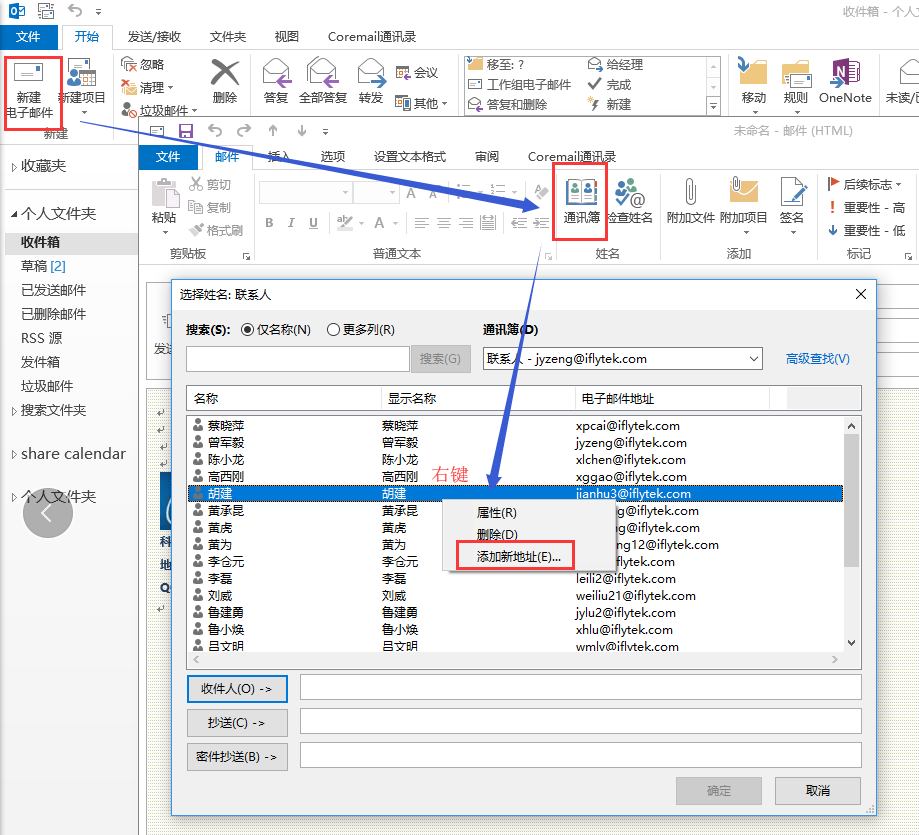 收件箱 - 个人文
文件 开始 发送/接收 文件夹 视图 Coremail通讯录
新建
电子邮件
新建项目
忽略
清理
垃圾邮件
删除
答复 全部答复 转发
会议
其他
移至: ?
工作组电子邮件
答复和删除
给经理
完成
新建
移动 规则 OneNote 未读/已
新建
未命名 - 邮件 (HTML)
文件 邮件 插入 选项 设置文本格式 审阅 Coremail通讯录
粘贴
剪切
复制
格式刷
B I U
通讯簿 检查姓名
附加文件 附加项目 签名
后续标志
重要性 - 高
重要性 - 低
剪贴板 普通文本 姓名 添加 标记
收藏夹
个人文件夹
收件箱
草稿 [2]
已发送邮件
已删除邮件
RSS 源
发件箱
垃圾邮件
搜索文件夹
share calendar
个人文件夹
发送
科
地
选择姓名: 联系人
搜索(S): 仅名称(N) 更多列(R) 通讯簿(D)
搜索(G) 联系人 - jyzeng@iflytek.com 高级查找(V)
名称 显示名称 电子邮件地址
蔡晓萍 蔡晓萍 xpcai@iflytek.com
曾军毅 曾军毅 jyzeng@iflytek.com
陈小龙 陈小龙 xlchen@iflytek.com
高西刚 高西刚 右键 xggao@iflytek.com
胡建 胡建 jianhu3@iflytek.com
黄承昆 黄承昆 ng@iflytek.com
黄虎 黄虎 @iflytek.com
黄为 黄为 ng12@iflytek.com
李仓元 李仓元 @iflytek.com
李磊 李磊 leili2@iflytek.com
刘威 刘威 weiliu21@iflytek.com
鲁建勇 鲁建勇 jylu2@iflytek.com
鲁小焕 鲁小焕 xhlu@iflytek.com
吕文明 吕文明 wmlv@iflytek.com
属性(R)
删除(D)
添加新地址(E)...
收件人(O) ->
抄送(C) ->
密件抄送(B) ->
确定 取消